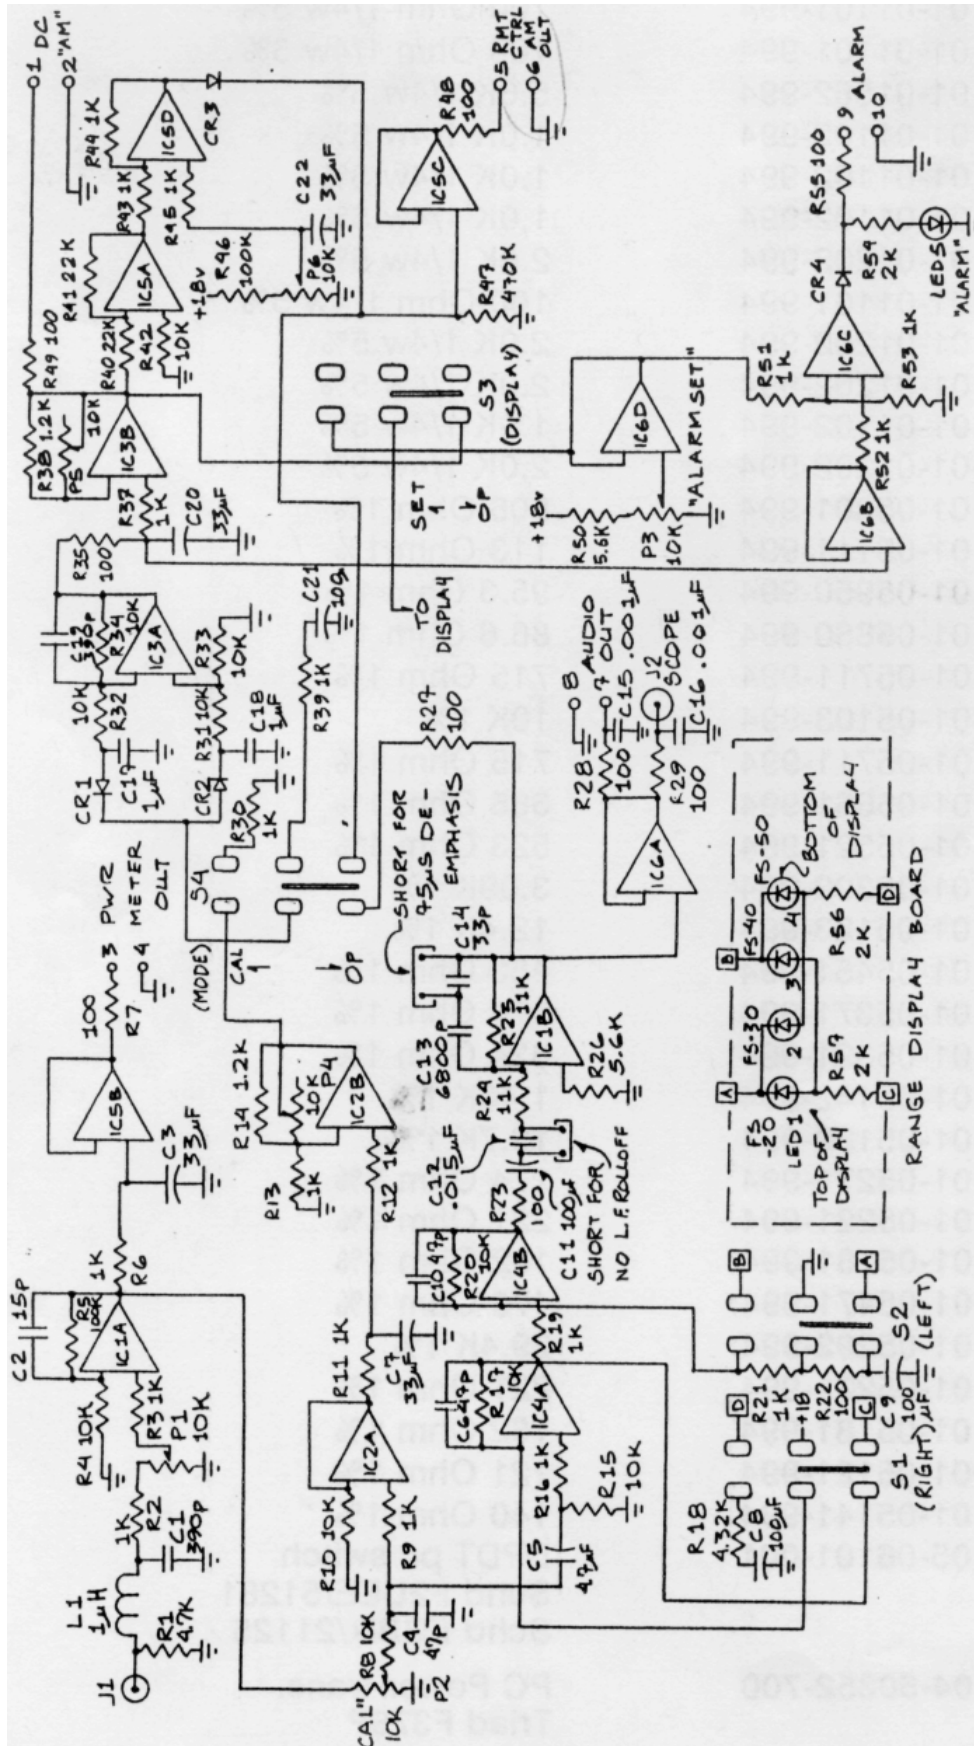 J1
L1
1μH
R1
4.7K
C1
390p
R2
1K
P1
10K
R3 1K
R4 10K
C2
15p
R5
100K
IC1A
R6
1K
C3
33μF
IC5B
R7
100
3 PWR
METER
OUT
4
"CAL"
R8 10K
10K
P2
C4
47p
R9 1K
R10 10K
IC2A
R11 1K
C7
33μF
R12
1K
R13
1K
R14 1.2K
10K
P4
IC2B
(MODE)
S4
CAL
OP
R30
1K
CR1
C17
1μF
CR2
C18
1μF
10K
R32
R31 10K
330p
R34
10K
IC3A
R33
10K
R35
100
R37
1K
C20
33μF
R38 1.2K
P5
10K
IC3B
R49 100
1 DC
2 "AM"
R40 22K
R41 22K
R42
10K
IC5A
R43 1K
R44 1K
R45 1K
IC5D
CR3
+18v
R46
100K
P6
10K
C22
33μF
IC5C
R48
100
5 RMT
CTRL
6 AM
OUT
R47
470K
R39 1K
C21
TO
DISPLAY
SET
OP
S3
(DISPLAY)
R27
100
C5
47μF
R16 1K
R15
10K
C6 47p
R17
10K
IC4A
R19
1K
C10 47p
R20
10K
IC4B
R23
100
C12
.015μ
C11 100μF
SHORT FOR
NO L.F. ROLLOFF
R24
11K
C13
6800p
C14
33p
SHORT FOR
75μS DE-
EMPHASIS
R25
11K
IC1B
R26
5.6K
IC6A
R28
100
8 AUDIO
7 OUT
C15 .001μF
R29
100
12
SCOPE
C16 .001μF
+18v
R50
5.6K
P3
10K
"ALARM SET"
IC6D
R51
1K
IC6B
R52 1K
R53 1K
IC6C
CR4
R54
2K
LED5
"ALARM"
R55 100
9 ALARM
10
R18
4.32K
C8
100μF
S1
(RIGHT)
D
R21
1K
+18
R22
100
C
C9
100
μF
S2
(LEFT)
B
A
A
FS
-20
LED1
TOP OF
DISPLAY
FS-30
2
B
FS-40
3
FS-50
4
BOTTOM
OF
DISPLAY
R57
2K
C
R56
2K
D
RANGE DISPLAY BOARD